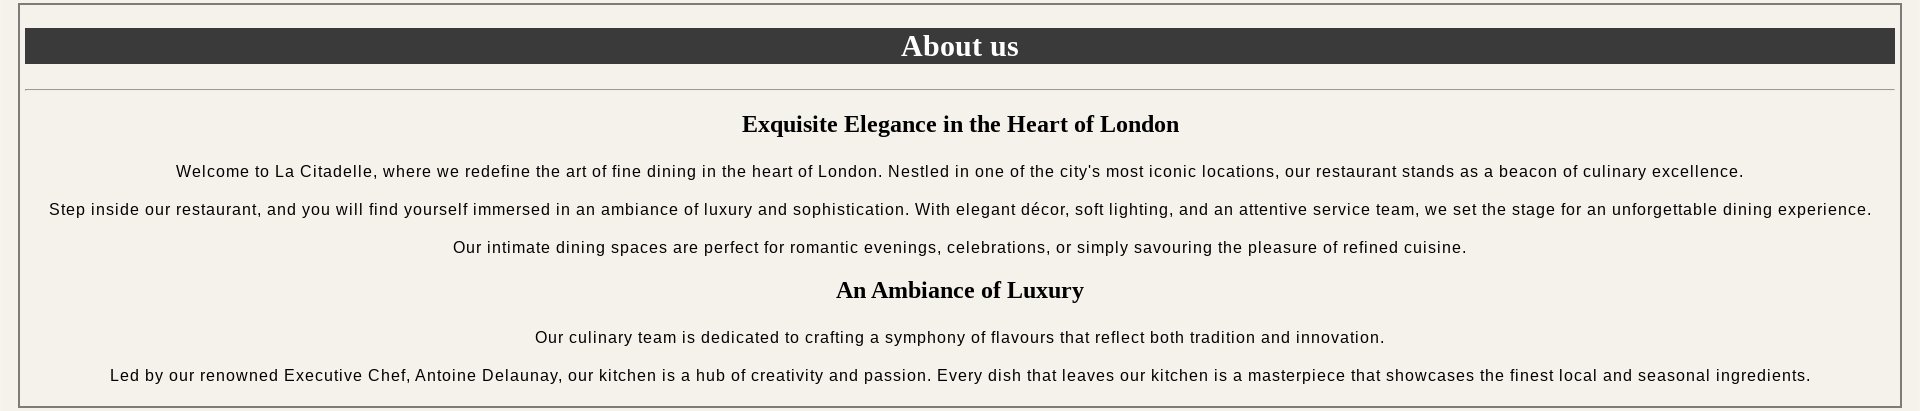 About us
Exquisite Elegance in the Heart of London
Welcome to La Citadelle, where we redefine the art of fine dining in the heart of London. Nestled in one of the city's most iconic locations, our restaurant stands as a beacon of culinary excellence.
Step inside our restaurant, and you will find yourself immersed in an ambiance of luxury and sophistication. With elegant décor, soft lighting, and an attentive service team, we set the stage for an unforgettable dining experience.
Our intimate dining spaces are perfect for romantic evenings, celebrations, or simply savouring the pleasure of refined cuisine.
An Ambiance of Luxury
Our culinary team is dedicated to crafting a symphony of flavours that reflect both tradition and innovation.
Led by our renowned Executive Chef, Antoine Delaunay, our kitchen is a hub of creativity and passion. Every dish that leaves our kitchen is a masterpiece that showcases the finest local and seasonal ingredients.